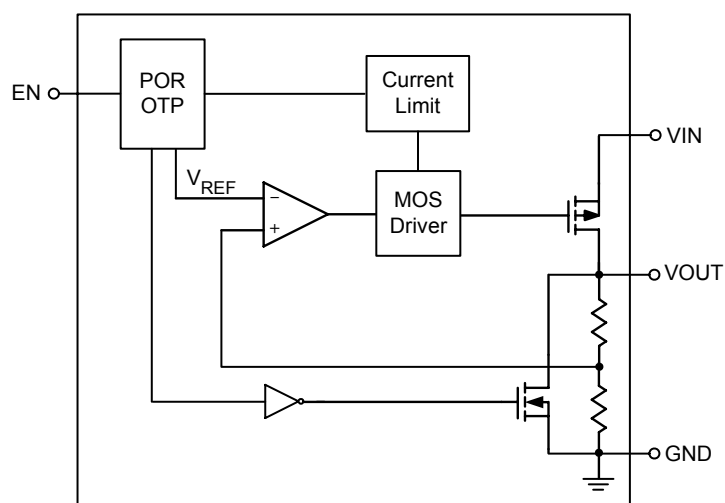 EN
POR
OTP
Current
Limit
VIN
VREF
−
+
MOS
Driver
VOUT
GND